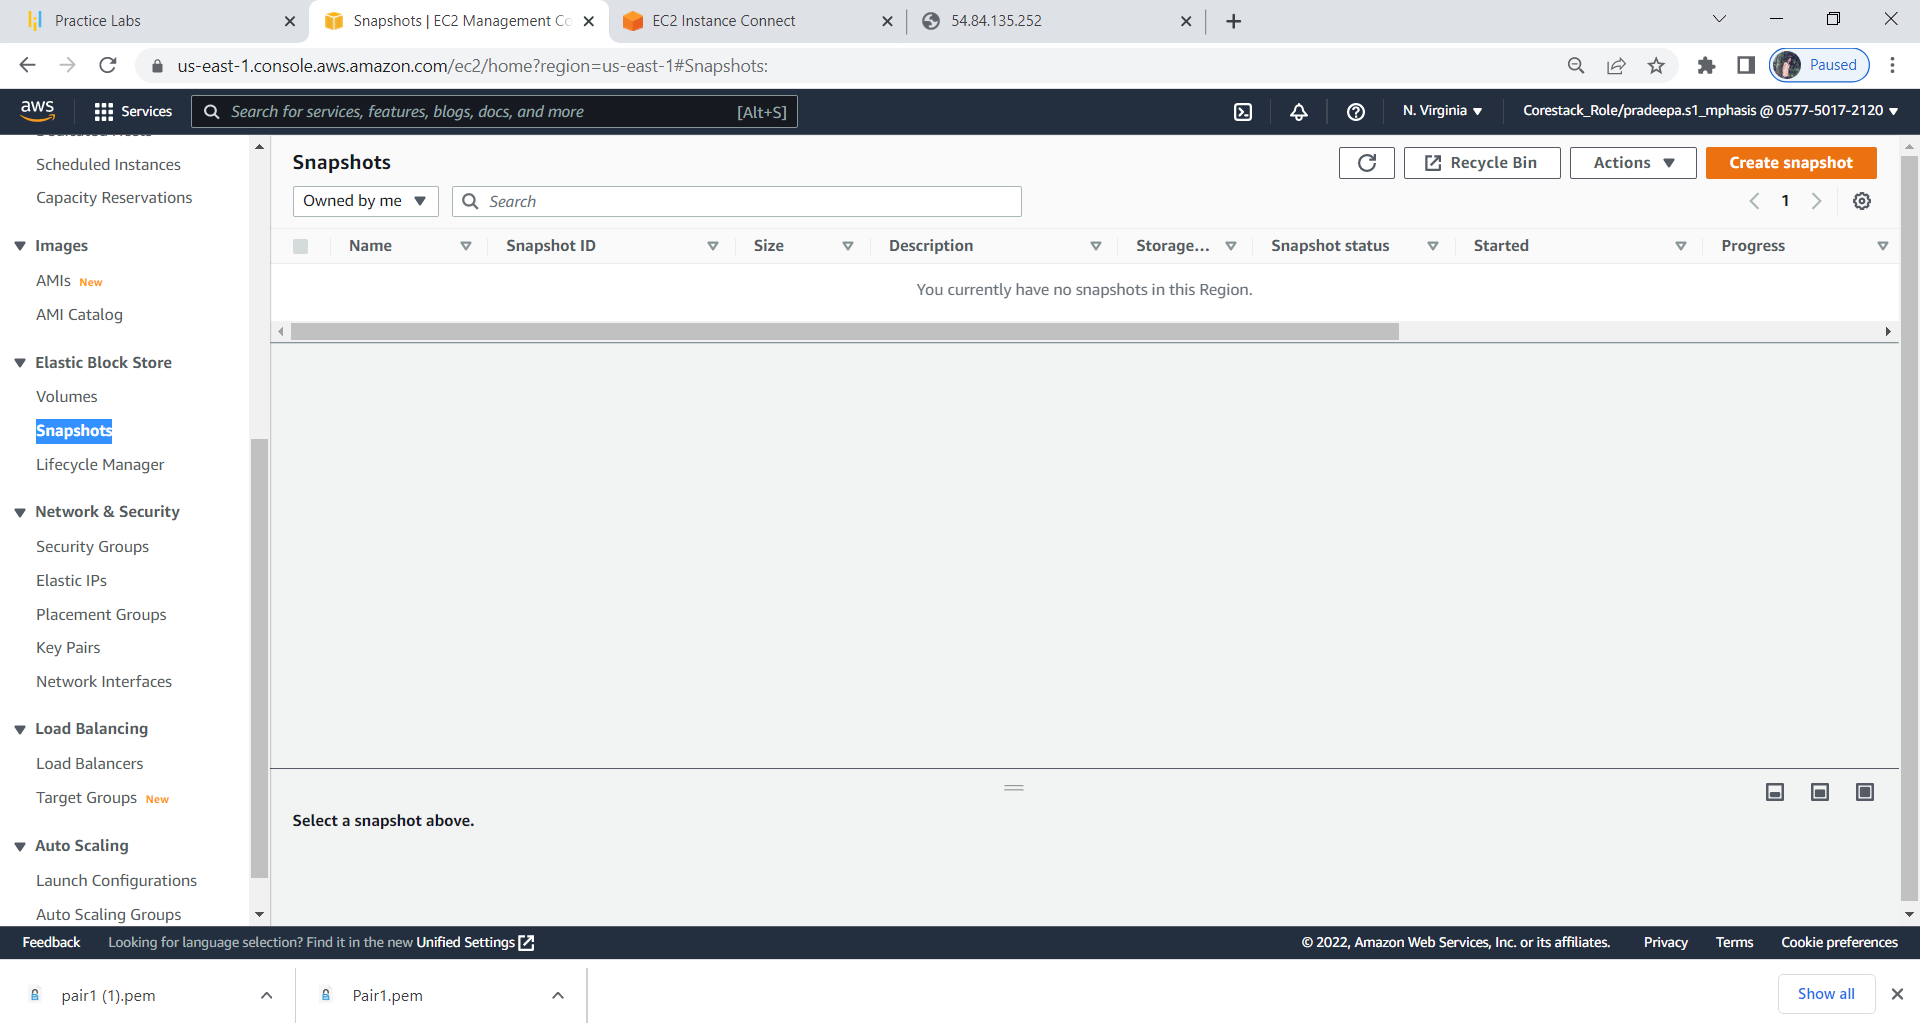 Practice Labs
Snapshots | EC2 Management Co
EC2 Instance Connect
54.84.135.252
us-east-1.console.aws.amazon.com/ec2/home?region=us-east-1#Snapshots:
Paused
aws
Services
Search for services, features, blogs, docs, and more
[Alt+S]
N. Virginia
Corestack_Role/pradeepa.s1_mphasis @ 0577-5017-2120
Dedicated Hosts
Scheduled Instances
Capacity Reservations
Images
AMIs New
AMI Catalog
Elastic Block Store
Volumes
Snapshots
Lifecycle Manager
Network & Security
Security Groups
Elastic IPs
Placement Groups
Key Pairs
Network Interfaces
Load Balancing
Load Balancers
Target Groups New
Auto Scaling
Launch Configurations
Auto Scaling Groups
Snapshots
Recycle Bin
Actions
Create snapshot
Owned by me
Search
1
Name
Snapshot ID
Size
Description
Storage...
Snapshot status
Started
Progress
You currently have no snapshots in this Region.
Select a snapshot above.
Feedback
Looking for language selection? Find it in the new Unified Settings
© 2022, Amazon Web Services, Inc. or its affiliates.
Privacy
Terms
Cookie preferences
pair1 (1).pem
Pair1.pem
Show all